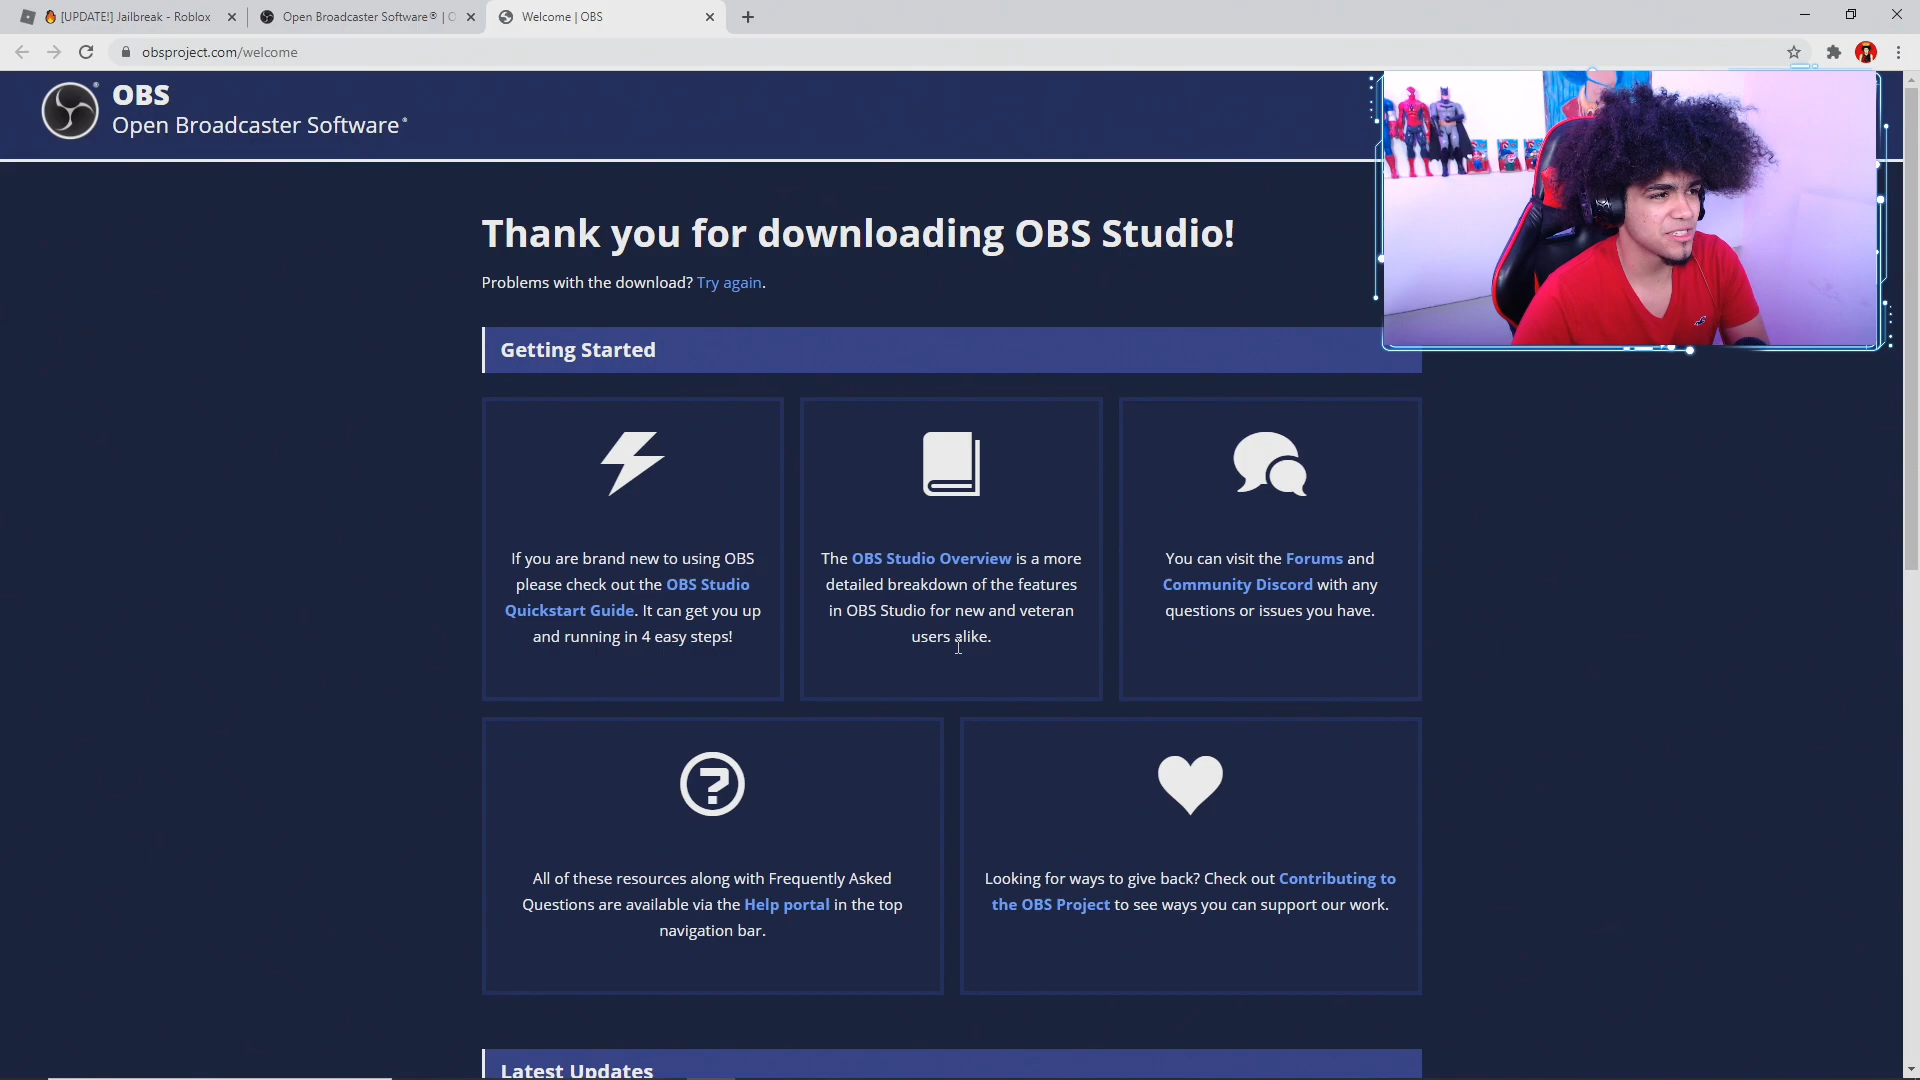 [UPDATE!] Jailbreak - Roblox
Open Broadcaster Software® | O
Welcome | OBS
obsproject.com/welcome
OBS
Open Broadcaster Software®
Thank you for downloading OBS Studio!
Problems with the download? Try again.
Getting Started
If you are brand new to using OBS
please check out the OBS Studio
Quickstart Guide. It can get you up
and running in 4 easy steps!
The OBS Studio Overview is a more
detailed breakdown of the features
in OBS Studio for new and veteran
users alike.
You can visit the Forums and
Community Discord with any
questions or issues you have.
All of these resources along with Frequently Asked
Questions are available via the Help portal in the top
navigation bar.
Looking for ways to give back? Check out Contributing to
the OBS Project to see ways you can support our work.
Latest Updates